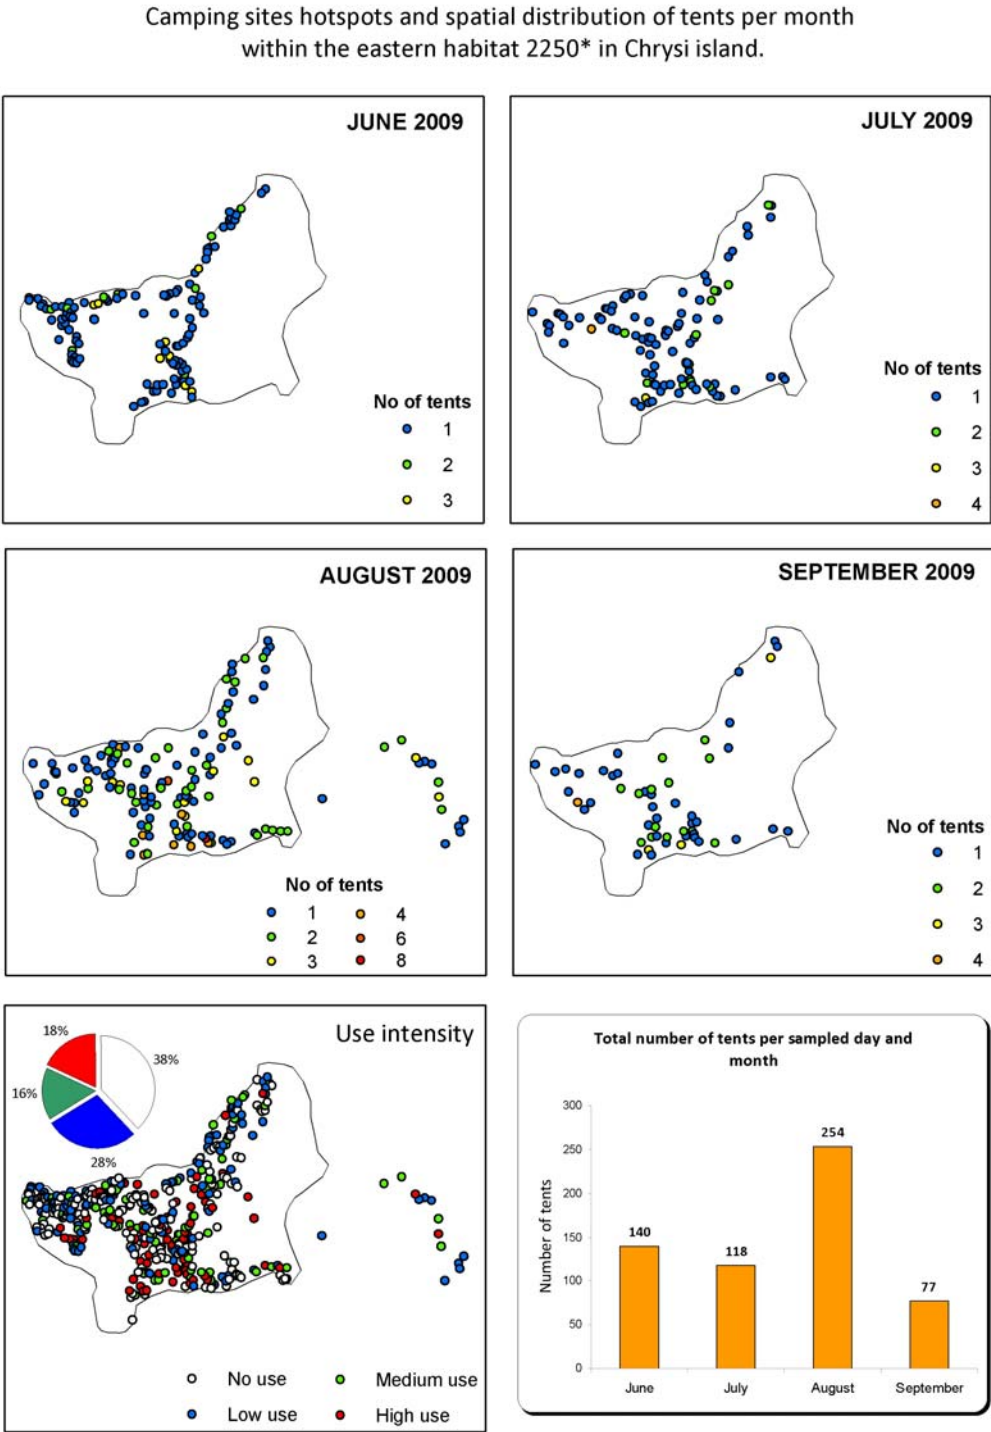 Camping sites hotspots and spatial distribution of tents per month
within the eastern habitat 2250* in Chrysi island.
JUNE 2009
No of tents
1
2
3
JULY 2009
No of tents
1
2
3
4
AUGUST 2009
No of tents
1 4
2 6
3 8
SEPTEMBER 2009
No of tents
1
2
3
4
Use intensity
18%
38%
16%
28%
No use Medium use
Low use High use
Total number of tents per sampled day and
month
Number of tents
300
250
200
150
100
50
0
140
118
254
77
June July August September